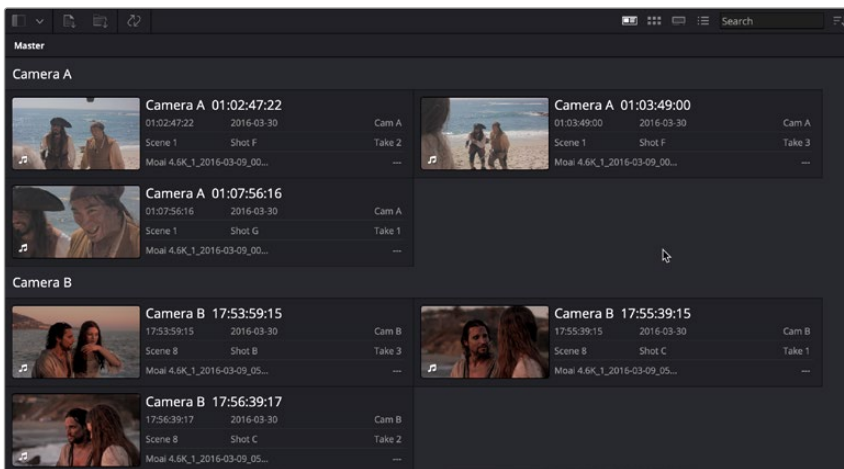 Search
Master
Camera A
Camera A 01:02:47:22
01:02:47:22 2016-03-30 Cam A
Scene 1 Shot F Take 2
Moai 4.6K_1_2016-03-09_00... ---
Camera A 01:03:49:00
01:03:49:00 2016-03-30 Cam A
Scene 1 Shot F Take 3
Moai 4.6K_1_2016-03-09_00... ---
Camera A 01:07:56:16
01:07:56:16 2016-03-30 Cam A
Scene 1 Shot G Take 1
Moai 4.6K_1_2016-03-09_00... ---
Camera B
Camera B 17:53:59:15
17:53:59:15 2016-03-30 Cam B
Scene 8 Shot B Take 3
Moai 4.6K_1_2016-03-09_05... ---
Camera B 17:55:39:15
17:55:39:15 2016-03-30 Cam B
Scene 8 Shot C Take 1
Moai 4.6K_1_2016-03-09_05... ---
Camera B 17:56:39:17
17:56:39:17 2016-03-30 Cam B
Scene 8 Shot C Take 2
Moai 4.6K_1_2016-03-09_05... ---